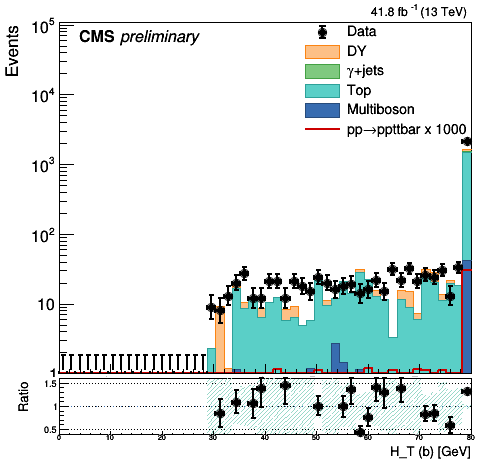 41.8 fb⁻¹ (13 TeV)
CMS preliminary
Events
Data
DY
γ+jets
Top
Multiboson
pp→ppttbar x 1000
10⁵
10⁴
10³
10²
10
1
Ratio
1.5
1
0.5
0 10 20 30 40 50 60 70 80
H_T (b) [GeV]